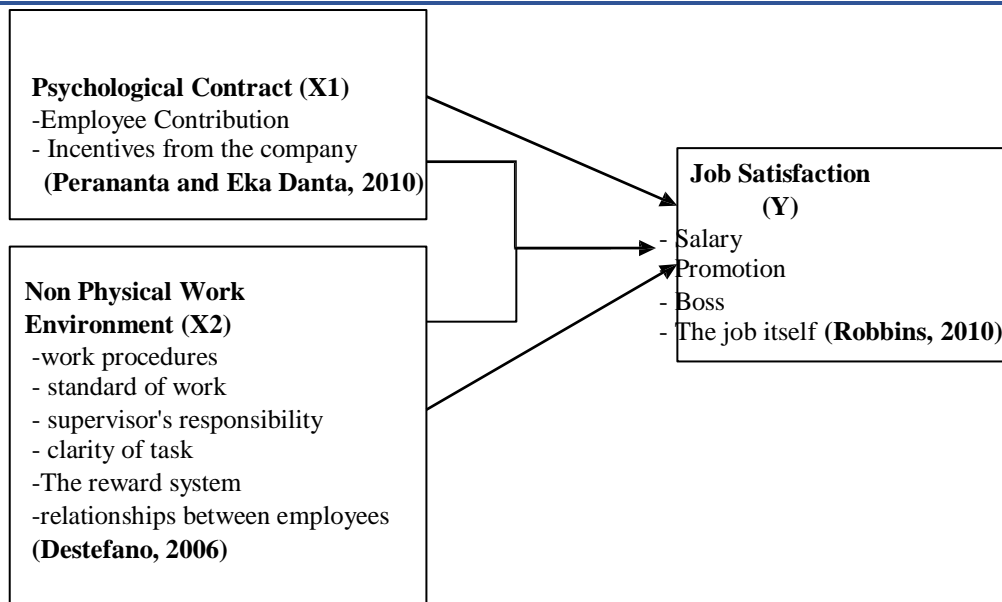 Psychological Contract (X1)
-Employee Contribution
- Incentives from the company
(Perananta and Eka Danta, 2010)
Non Physical Work
Environment (X2)
-work procedures
- standard of work
- supervisor's responsibility
- clarity of task
-The reward system
-relationships between employees
(Destefano, 2006)
Job Satisfaction
(Y)
- Salary
- Promotion
- Boss
- The job itself (Robbins, 2010)